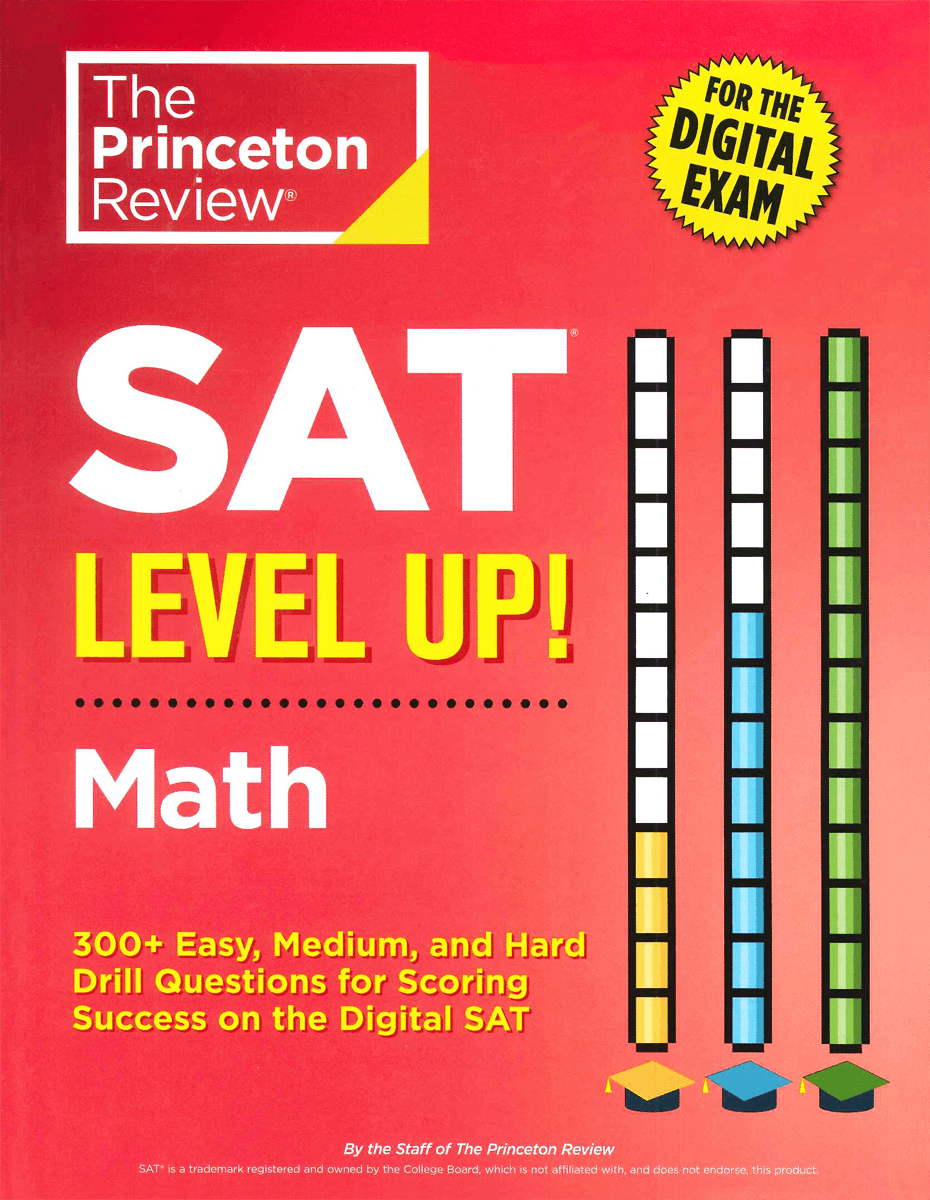 The
Princeton
Review®
FOR THE
DIGITAL
EXAM
SAT®
LEVEL UP!
Math
300+ Easy, Medium, and Hard
Drill Questions for Scoring
Success on the Digital SAT
By the Staff of The Princeton Review
SAT® is a trademark registered and owned by the College Board, which is not affiliated with, and does not endorse, this product.